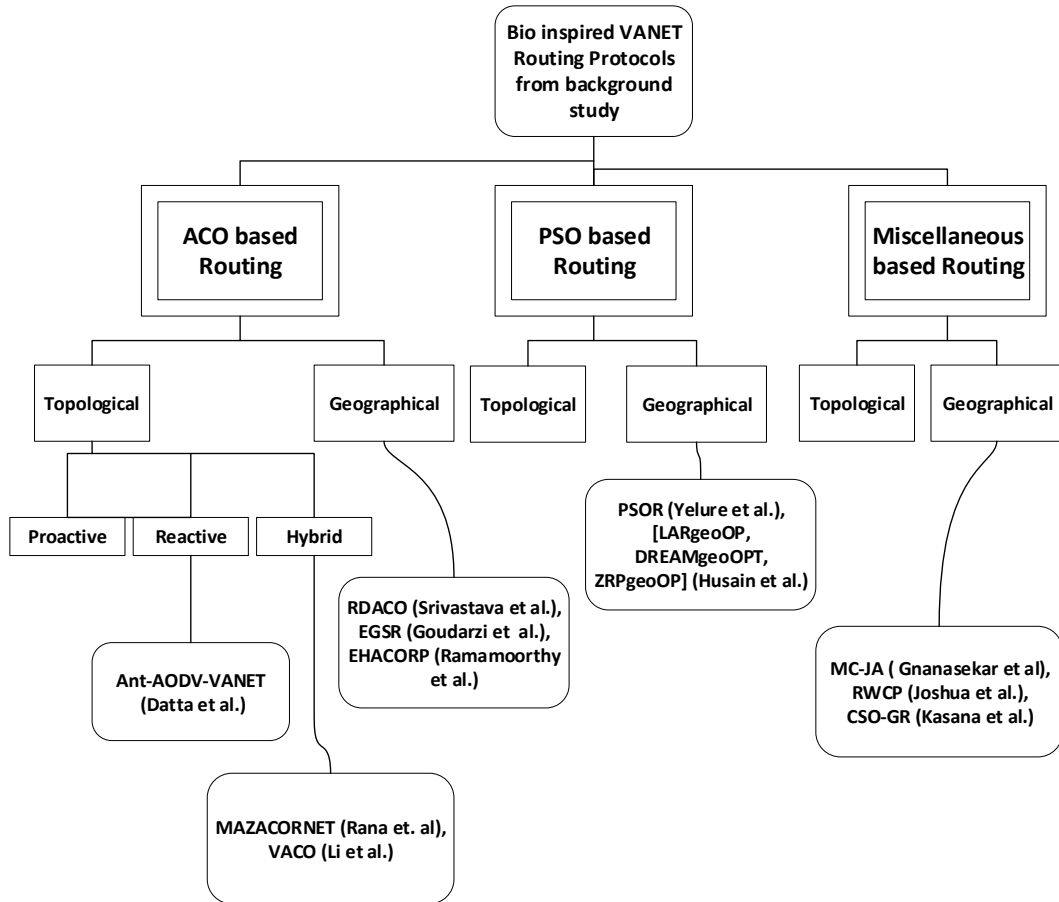 Bio inspired VANET
Routing Protocols
from background
study
ACO based
Routing
PSO based
Routing
Miscellaneous
based Routing
Topological
Geographical
Topological
Geographical
Topological
Geographical
Proactive
Reactive
Hybrid
PSOR (Yelure et al.),
[LARgeoOP,
DREAMgeoOPT,
ZRPgeoOP] (Husain et al.)
RDACO (Srivastava et al.),
EGSR (Goudarzi et al.),
EHACORP (Ramamoorthy
et al.)
MC-JA ( Gnanasekar et al),
RWCP (Joshua et al.),
CSO-GR (Kasana et al.)
Ant-AODV-VANET
(Datta et al.)
MAZACORNET (Rana et. al),
VACO (Li et al.)